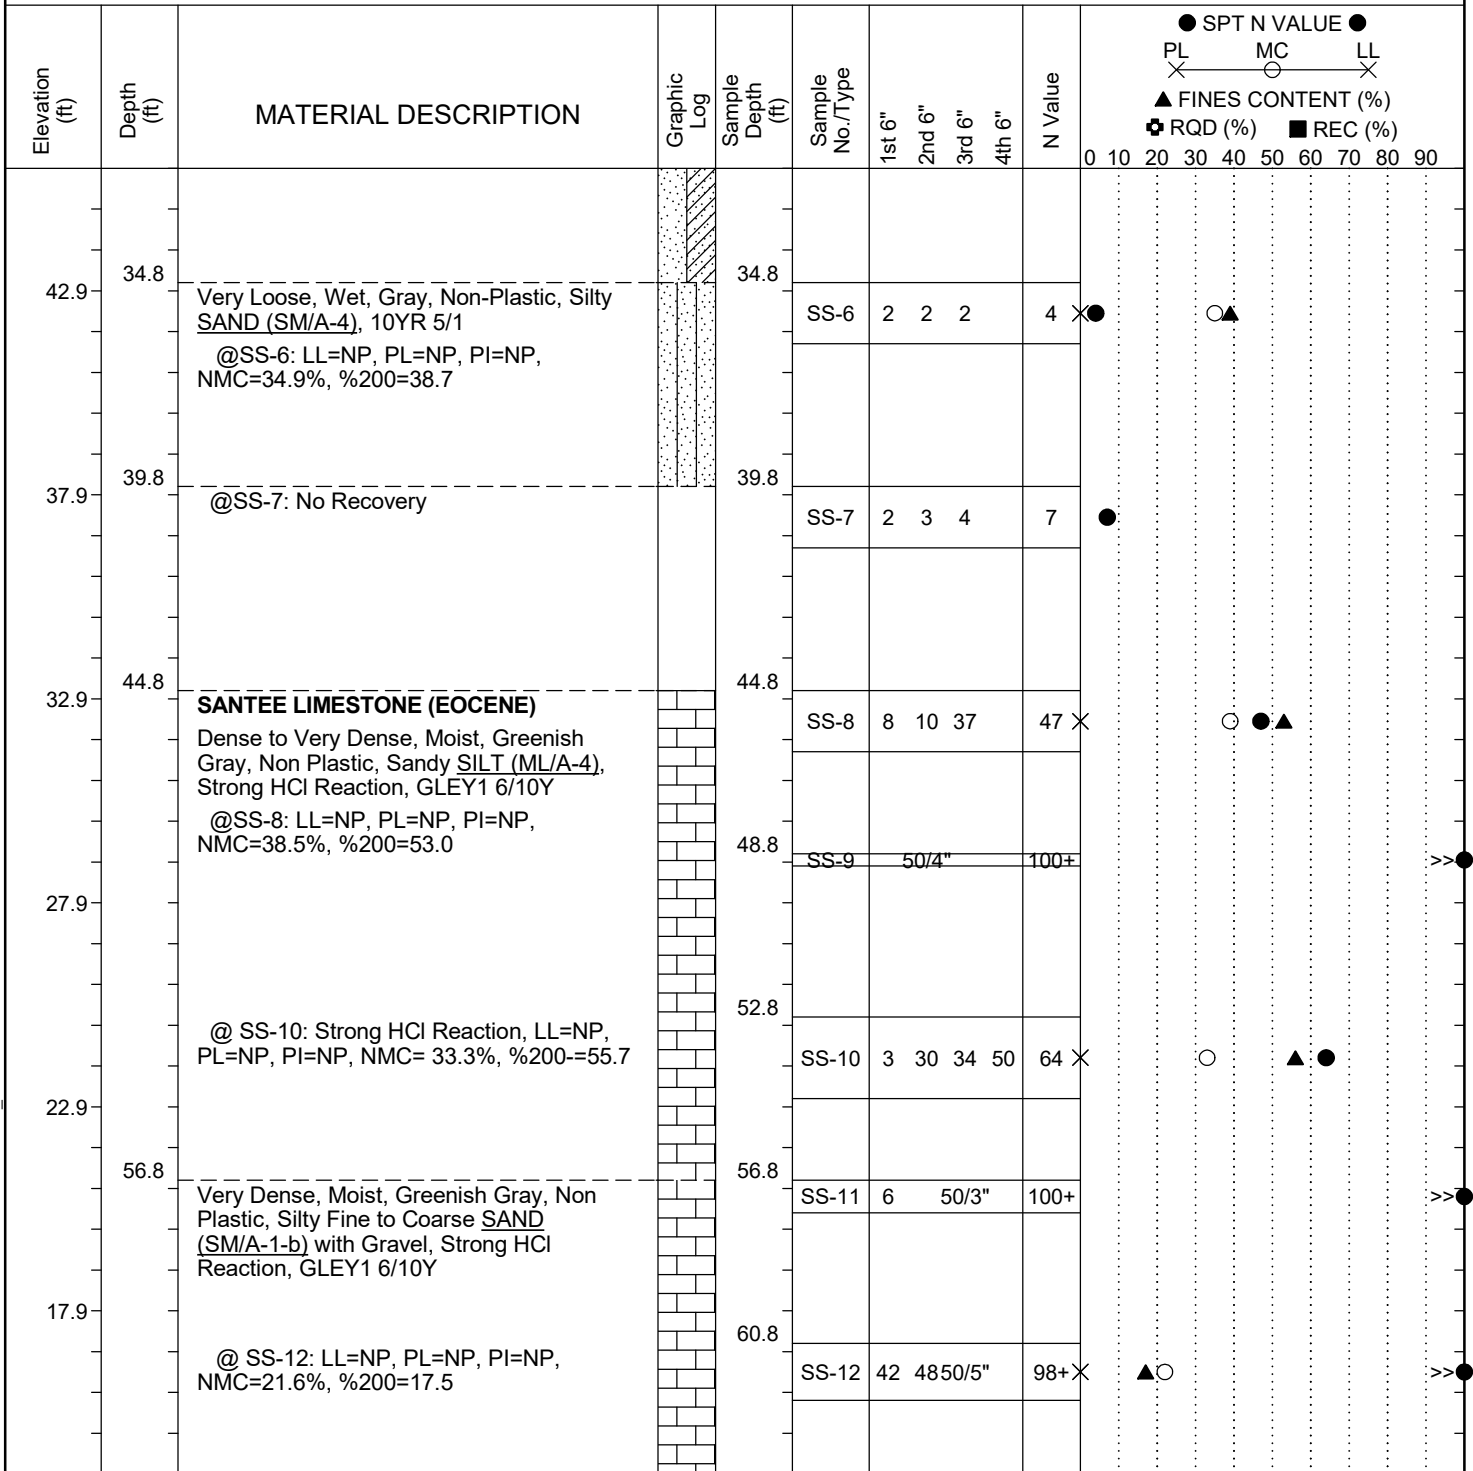 ● SPT N VALUE ●
PL MC LL
▲ FINES CONTENT (%)
RQD (%) ■ REC (%)
Elevation (ft)
Depth (ft)
MATERIAL DESCRIPTION
Graphic Log
Sample Depth (ft)
Sample No./Type
1st 6"
2nd 6"
3rd 6"
4th 6"
N Value
0 10 20 30 40 50 60 70 80 90
34.8 34.8
42.9
Very Loose, Wet, Gray, Non-Plastic, Silty
SAND (SM/A-4), 10YR 5/1
SS-6 2 2 2 4
@SS-6: LL=NP, PL=NP, PI=NP,
NMC=34.9%, %200=38.7
39.8 39.8
37.9
@SS-7: No Recovery
SS-7 2 3 4 7
44.8 44.8
32.9
SANTEE LIMESTONE (EOCENE)
SS-8 8 10 37 47
Dense to Very Dense, Moist, Greenish
Gray, Non Plastic, Sandy SILT (ML/A-4),
Strong HCl Reaction, GLEY1 6/10Y
@SS-8: LL=NP, PL=NP, PI=NP,
NMC=38.5%, %200=53.0
48.8
SS-9 50/4" 100+ >>
27.9
52.8
@ SS-10: Strong HCl Reaction, LL=NP,
PL=NP, PI=NP, NMC= 33.3%, %200-=55.7
SS-10 3 30 34 50 64
22.9
56.8 56.8
Very Dense, Moist, Greenish Gray, Non
Plastic, Silty Fine to Coarse SAND
(SM/A-1-b) with Gravel, Strong HCl
Reaction, GLEY1 6/10Y
SS-11 6 50/3" 100+ >>
17.9
60.8
@ SS-12: LL=NP, PL=NP, PI=NP,
NMC=21.6%, %200=17.5
SS-12 42 48 50/5" 98+ >>